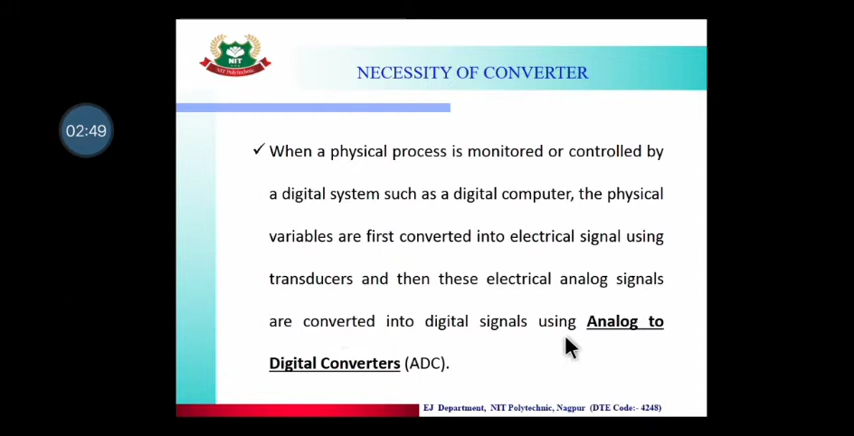 NIT
NIT Polytechnic
NECESSITY OF CONVERTER
02:49
✓ When a physical process is monitored or controlled by
a digital system such as a digital computer, the physical
variables are first converted into electrical signal using
transducers and then these electrical analog signals
are converted into digital signals using Analog to
Digital Converters (ADC).
EJ Department, NIT Polytechnic, Nagpur (DTE Code:- 4248)